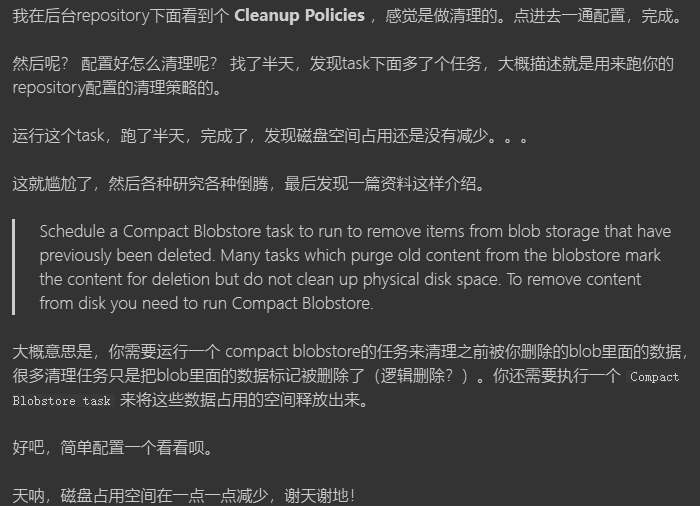 我在后台repository下面看到个 Cleanup Policies ，感觉是做清理的。点进去一通配置，完成。
然后呢？ 配置好怎么清理呢？ 找了半天，发现task下面多了个任务，大概描述就是用来跑你的
repository配置的清理策略的。
运行这个task，跑了半天，完成了，发现磁盘空间占用还是没有减少。。。
这就尴尬了，然后各种研究各种倒腾，最后发现一篇资料这样介绍。
Schedule a Compact Blobstore task to run to remove items from blob storage that have
previously been deleted. Many tasks which purge old content from the blobstore mark
the content for deletion but do not clean up physical disk space. To remove content
from disk you need to run Compact Blobstore.
大概意思是，你需要运行一个 compact blobstore的任务来清理之前被你删除的blob里面的数据，
很多清理任务只是把blob里面的数据标记被删除了（逻辑删除？）。你还需要执行一个 Compact
Blobstore task 来将这些数据占用的空间释放出来。
好吧，简单配置一个看看呗。
天呐，磁盘占用空间在一点一点减少，谢天谢地！